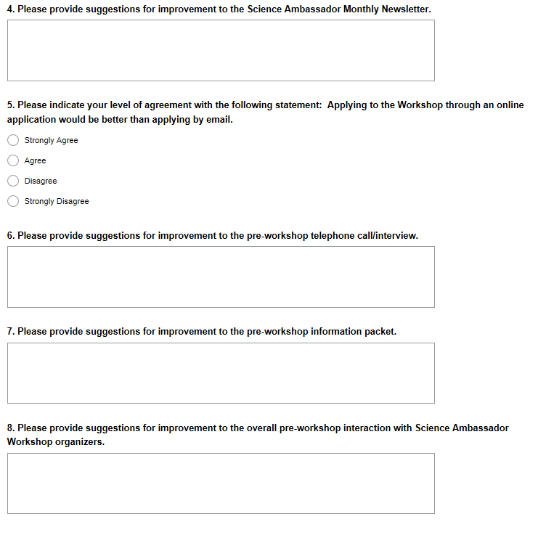 4. Please provide suggestions for improvement to the Science Ambassador Monthly Newsletter.
5. Please indicate your level of agreement with the following statement:  Applying to the Workshop through an online
application would be better than applying by email.
Strongly Agree
Agree
Disagree
Strongly Disagree
6. Please provide suggestions for improvement to the pre-workshop telephone call/interview.
7. Please provide suggestions for improvement to the pre-workshop information packet.
8. Please provide suggestions for improvement to the overall pre-workshop interaction with Science Ambassador
Workshop organizers.